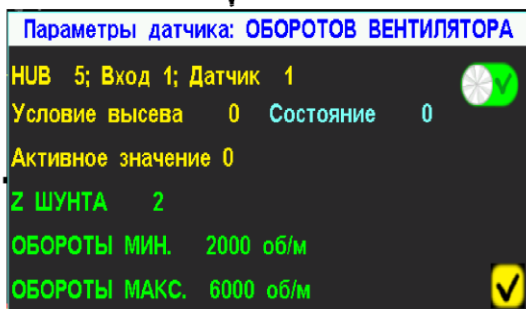 Параметры датчика: ОБОРОТОВ ВЕНТИЛЯТОРА
HUB 5; Вход 1; Датчик 1
Условие высева 0 Состояние 0
Активное значение 0
Z ШУНТА 2
ОБОРОТЫ МИН. 2000 об/м
ОБОРОТЫ МАКС. 6000 об/м